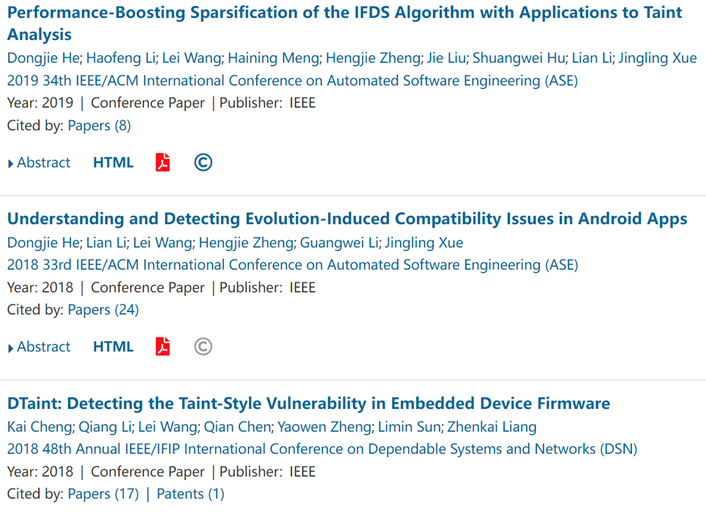 Performance-Boosting Sparsification of the IFDS Algorithm with Applications to Taint
Analysis
Dongjie He; Haofeng Li; Lei Wang; Haining Meng; Hengjie Zheng; Jie Liu; Shuangwei Hu; Lian Li; Jingling Xue
2019 34th IEEE/ACM International Conference on Automated Software Engineering (ASE)
Year: 2019 | Conference Paper | Publisher: IEEE
Cited by: Papers (8)
Abstract HTML ©
Understanding and Detecting Evolution-Induced Compatibility Issues in Android Apps
Dongjie He; Lian Li; Lei Wang; Hengjie Zheng; Guangwei Li; Jingling Xue
2018 33rd IEEE/ACM International Conference on Automated Software Engineering (ASE)
Year: 2018 | Conference Paper | Publisher: IEEE
Cited by: Papers (24)
Abstract HTML ©
DTaint: Detecting the Taint-Style Vulnerability in Embedded Device Firmware
Kai Cheng; Qiang Li; Lei Wang; Qian Chen; Yaowen Zheng; Limin Sun; Zhenkai Liang
2018 48th Annual IEEE/IFIP International Conference on Dependable Systems and Networks (DSN)
Year: 2018 | Conference Paper | Publisher: IEEE
Cited by: Papers (17) | Patents (1)